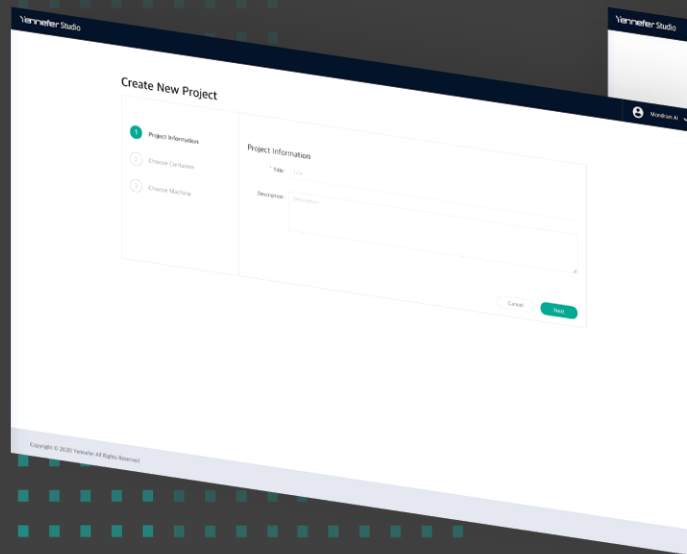 Yennefer Studio
Yennefer Studio
Mondrian AI
Create New Project
1 Project Information
2 Choose Container
3 Choose Machine
Project Information
* Title: Title
Description: Description
Cancel
Next
Copyright © 2020 Yennefer All Rights Reserved